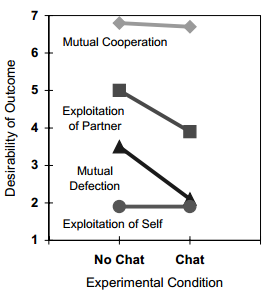 Desirability of Outcome
7
6
5
4
3
2
1
Mutual Cooperation
Exploitation
of Partner
Mutual
Defection
Exploitation of Self
No Chat
Chat
Experimental Condition